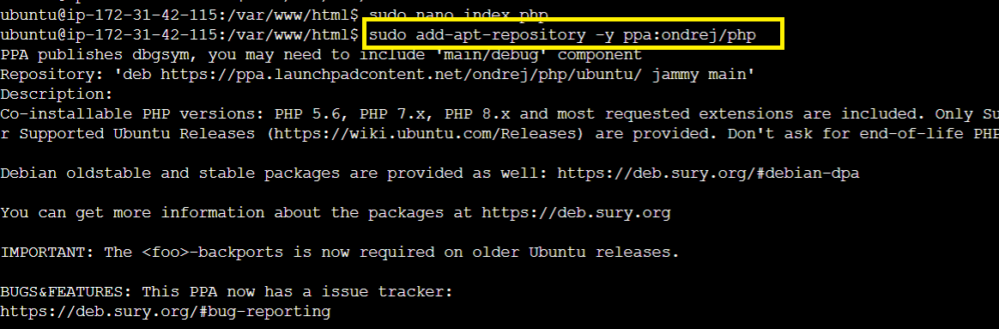 ubuntu@ip-172-31-42-115:/var/www/html$ sudo nano index.php
ubuntu@ip-172-31-42-115:/var/www/html$ sudo add-apt-repository -y ppa:ondrej/php
PPA publishes dbgsym, you may need to include 'main/debug' component
Repository: 'deb https://ppa.launchpadcontent.net/ondrej/php/ubuntu/ jammy main'
Description:
Co-installable PHP versions: PHP 5.6, PHP 7.x, PHP 8.x and most requested extensions are included. Only Su
r Supported Ubuntu Releases (https://wiki.ubuntu.com/Releases) are provided. Don't ask for end-of-life PHP
Debian oldstable and stable packages are provided as well: https://deb.sury.org/#debian-dpa
You can get more information about the packages at https://deb.sury.org
IMPORTANT: The <foo>-backports is now required on older Ubuntu releases.
BUGS&FEATURES: This PPA now has a issue tracker:
https://deb.sury.org/#bug-reporting